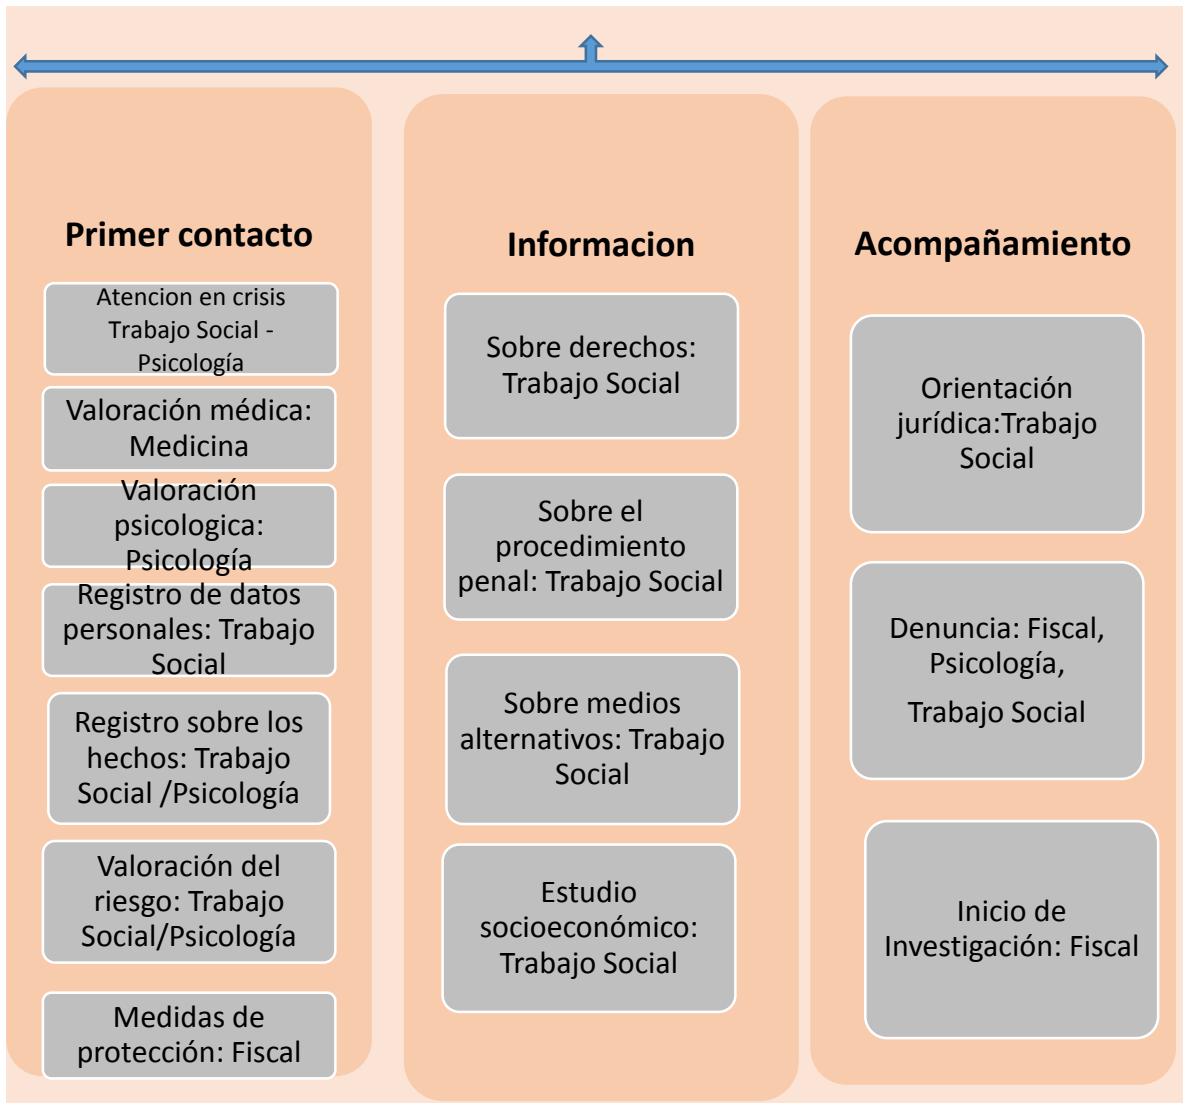 Primer contacto
Atencion en crisis
Trabajo Social -
Psicología
Valoración médica:
Medicina
Valoración
psicologica:
Psicología
Registro de datos
personales: Trabajo
Social
Registro sobre los
hechos: Trabajo
Social /Psicología
Valoración del
riesgo: Trabajo
Social/Psicología
Medidas de
protección: Fiscal
Informacion
Sobre derechos:
Trabajo Social
Sobre el
procedimiento
penal: Trabajo Social
Sobre medios
alternativos: Trabajo
Social
Estudio
socioeconómico:
Trabajo Social
Acompañamiento
Orientación
jurídica:Trabajo
Social
Denuncia: Fiscal,
Psicología,
Trabajo Social
Inicio de
Investigación: Fiscal